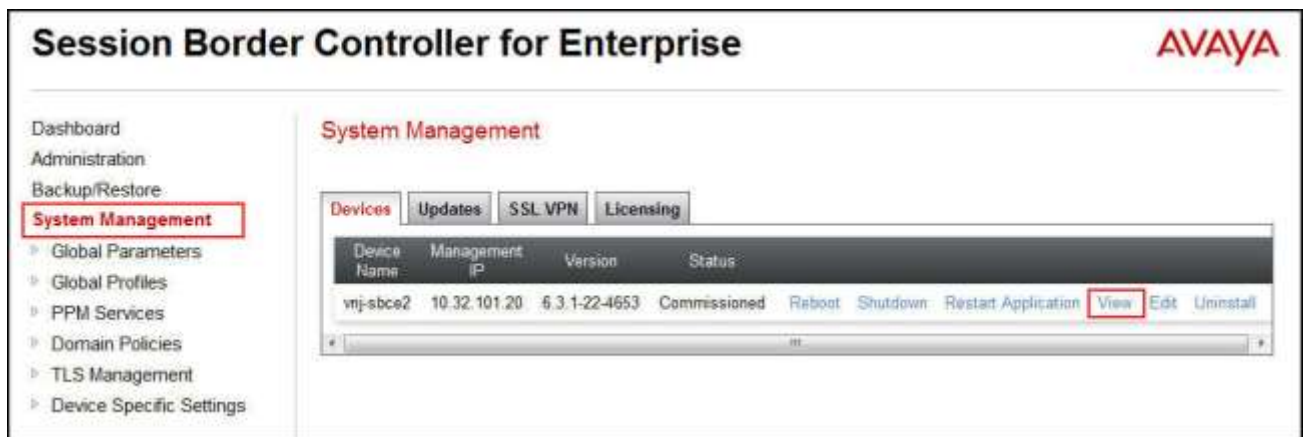 Session Border Controller for Enterprise
AVAYA
Dashboard
Administration
Backup/Restore
System Management
Global Parameters
Global Profiles
PPM Services
Domain Policies
TLS Management
Device Specific Settings
System Management
Devices Updates SSL VPN Licensing
Device Name Management IP Version Status
vnj-sbce2 10.32.101.20 6.3.1-22-4653 Commissioned Reboot Shutdown Restart Application View Edit Uninstall